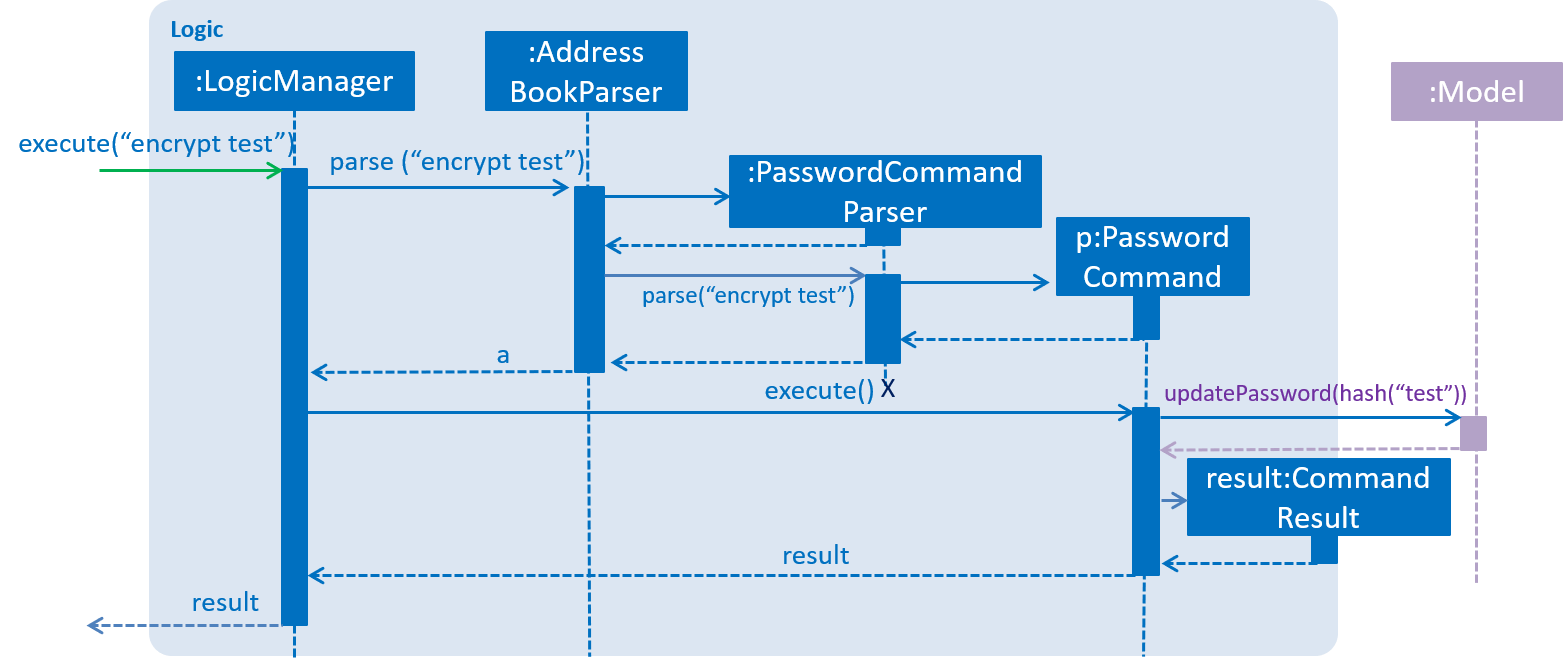 Logic
:LogicManager
:Address
BookParser
:Model
execute(“encrypt test”)
parse (“encrypt test”)
:PasswordCommand
Parser
p:Password
Command
parse(“encrypt test”)
a
execute()
X
updatePassword(hash(“test”))
result:Command
Result
result
result